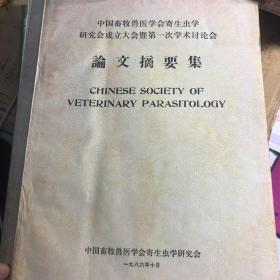 中国畜牧兽医学会寄生虫学
研究会成立大会暨第一次学术讨论会
論文摘要集
CHINESE SOCIETY OF
VETERINARY PARASITOLOGY
中国畜牧兽医学会寄生虫学研究会
一九八六年十月